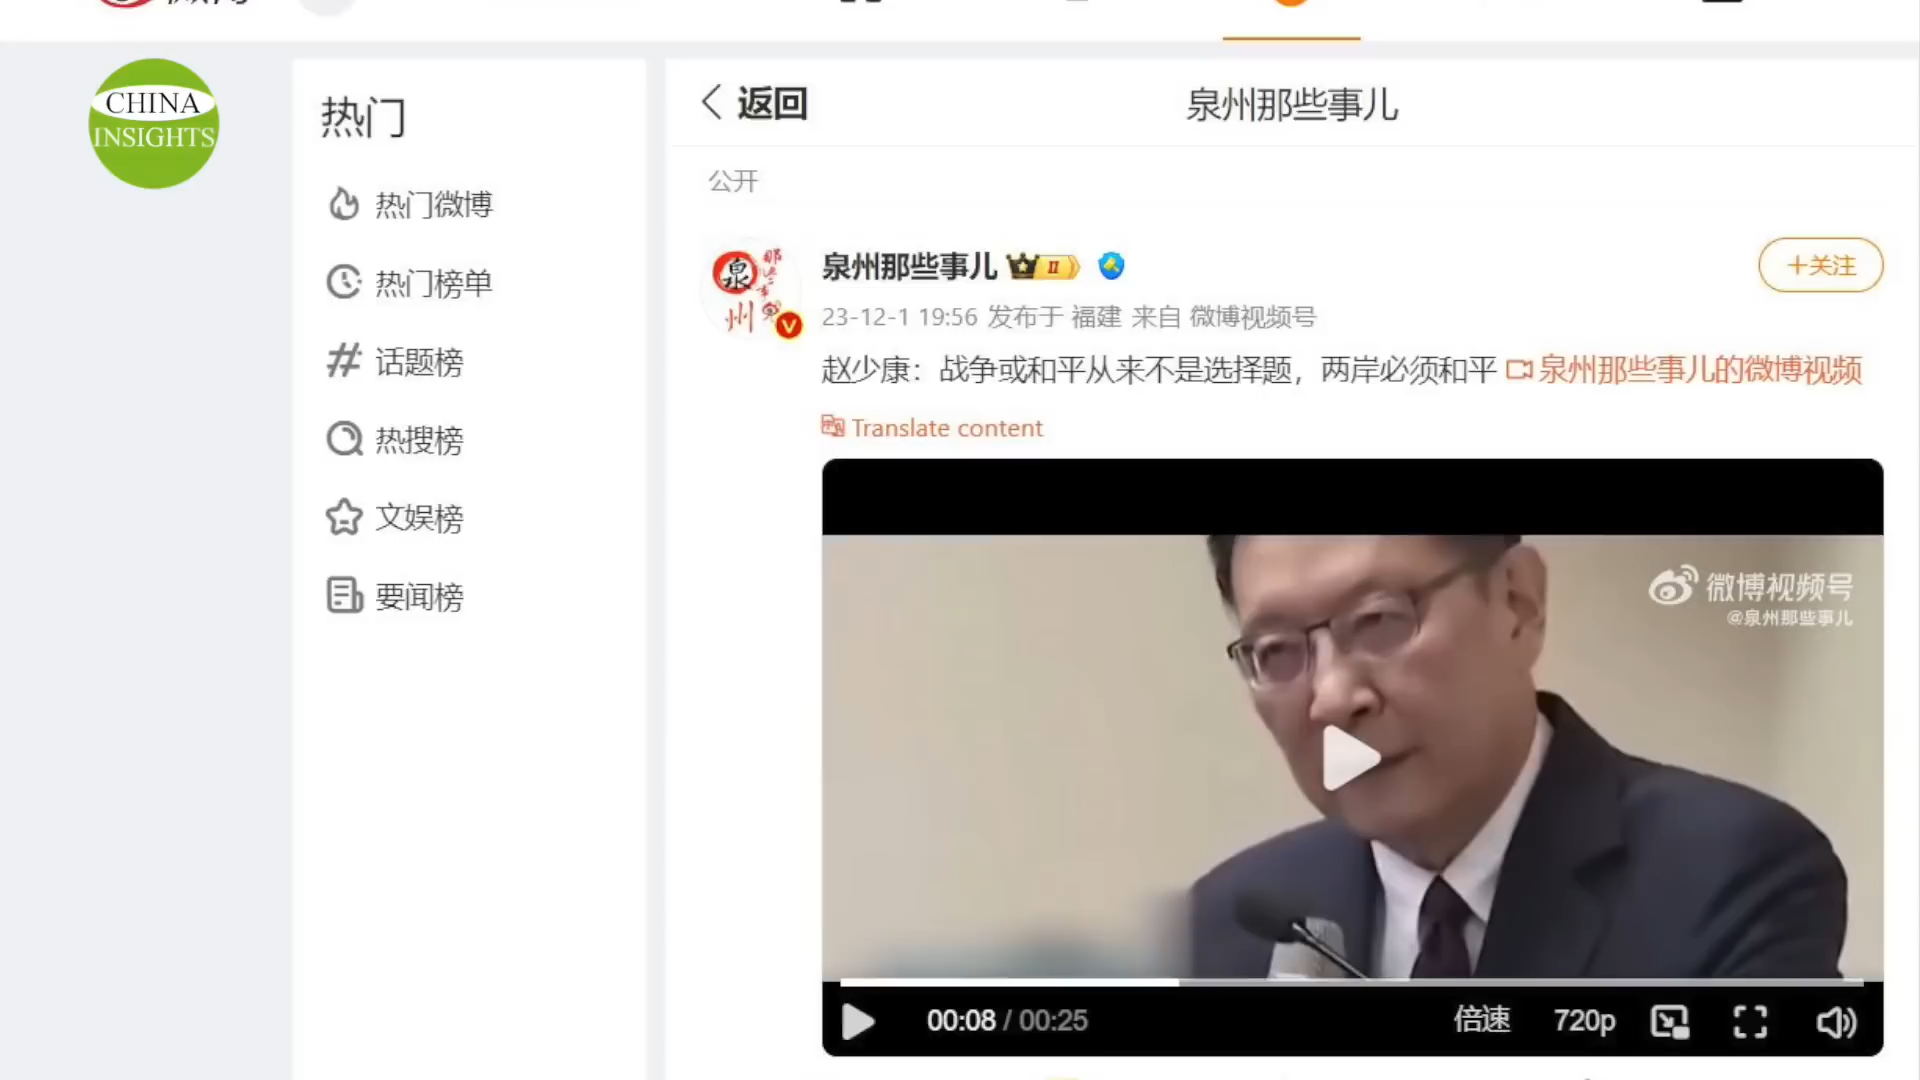 CHINA
INSIGHTS
热门
热门微博
热门榜单
话题榜
热搜榜
文娱榜
要闻榜
返回
泉州那些事儿
公开
泉州那些事儿 II
+关注
23-12-1 19:56 发布于 福建 来自 微博视频号
赵少康：战争或和平从来不是选择题，两岸必须和平 泉州那些事儿的微博视频
Translate content
微博视频号
@泉州那些事儿
00:08 / 00:25
倍速
720p